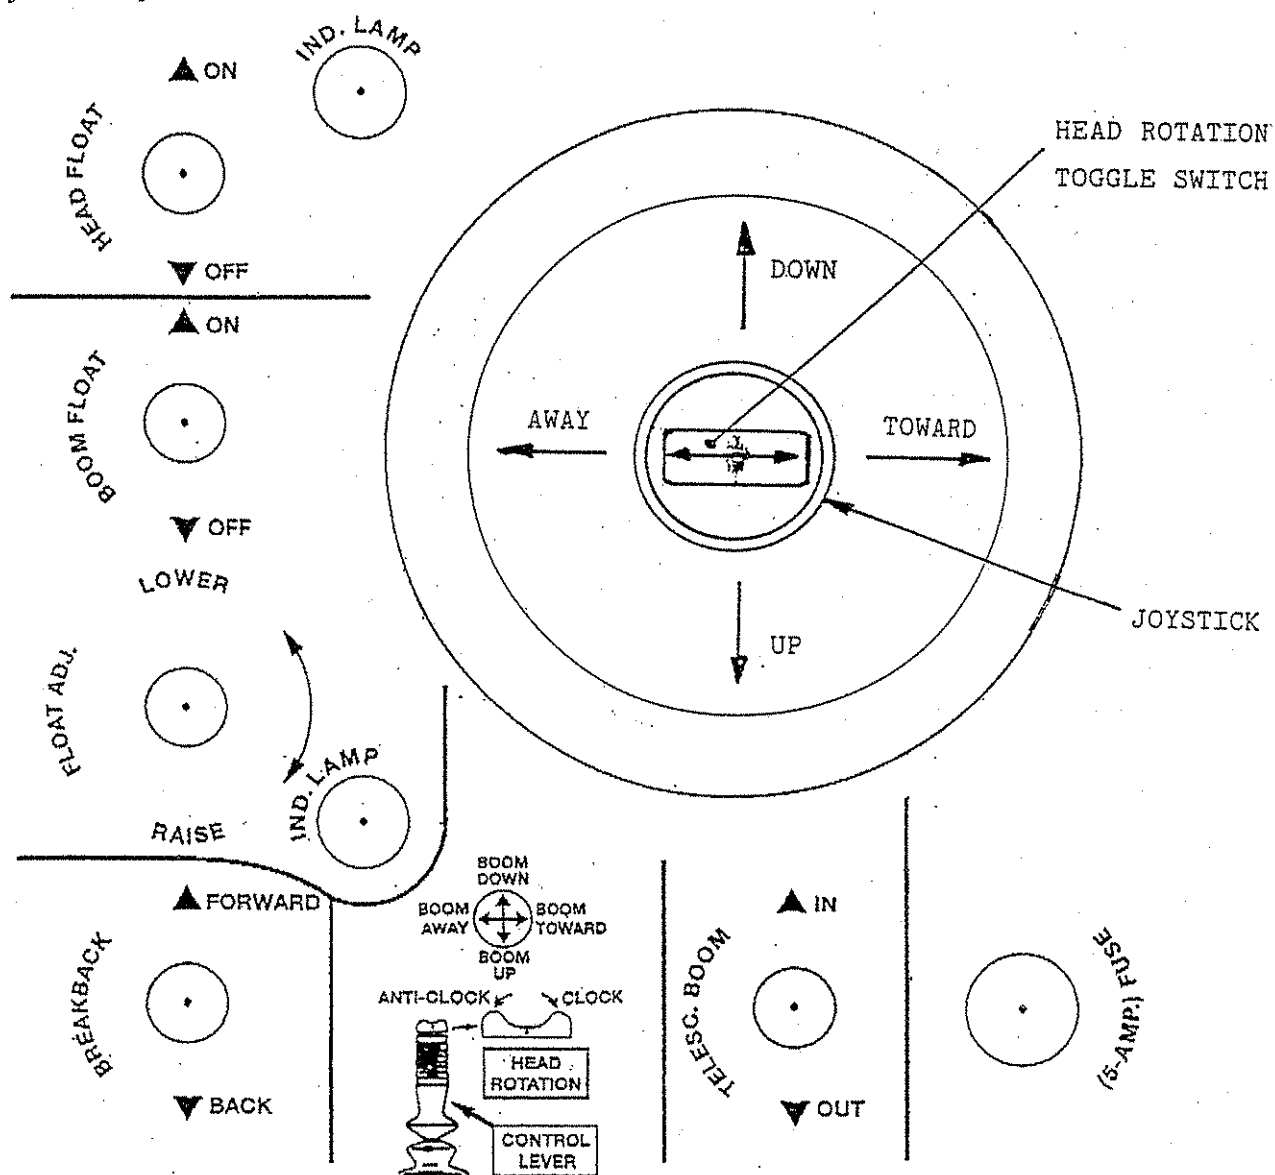 IND. LAMP
ON
HEAD FLOAT
OFF
ON
BOOM FLOAT
OFF
LOWER
FLOAT ADJ.
IND. LAMP
RAISE
HEAD ROTATION
TOGGLE SWITCH
DOWN
AWAY
TOWARD
UP
JOYSTICK
FORWARD
BREAKBACK
BACK
BOOM
DOWN
BOOM
AWAY
BOOM
TOWARD
BOOM
UP
ANTI-CLOCK
CLOCK
HEAD
ROTATION
CONTROL
LEVER
IN
TELESC. BOOM
OUT
(5-AMP.) FUSE